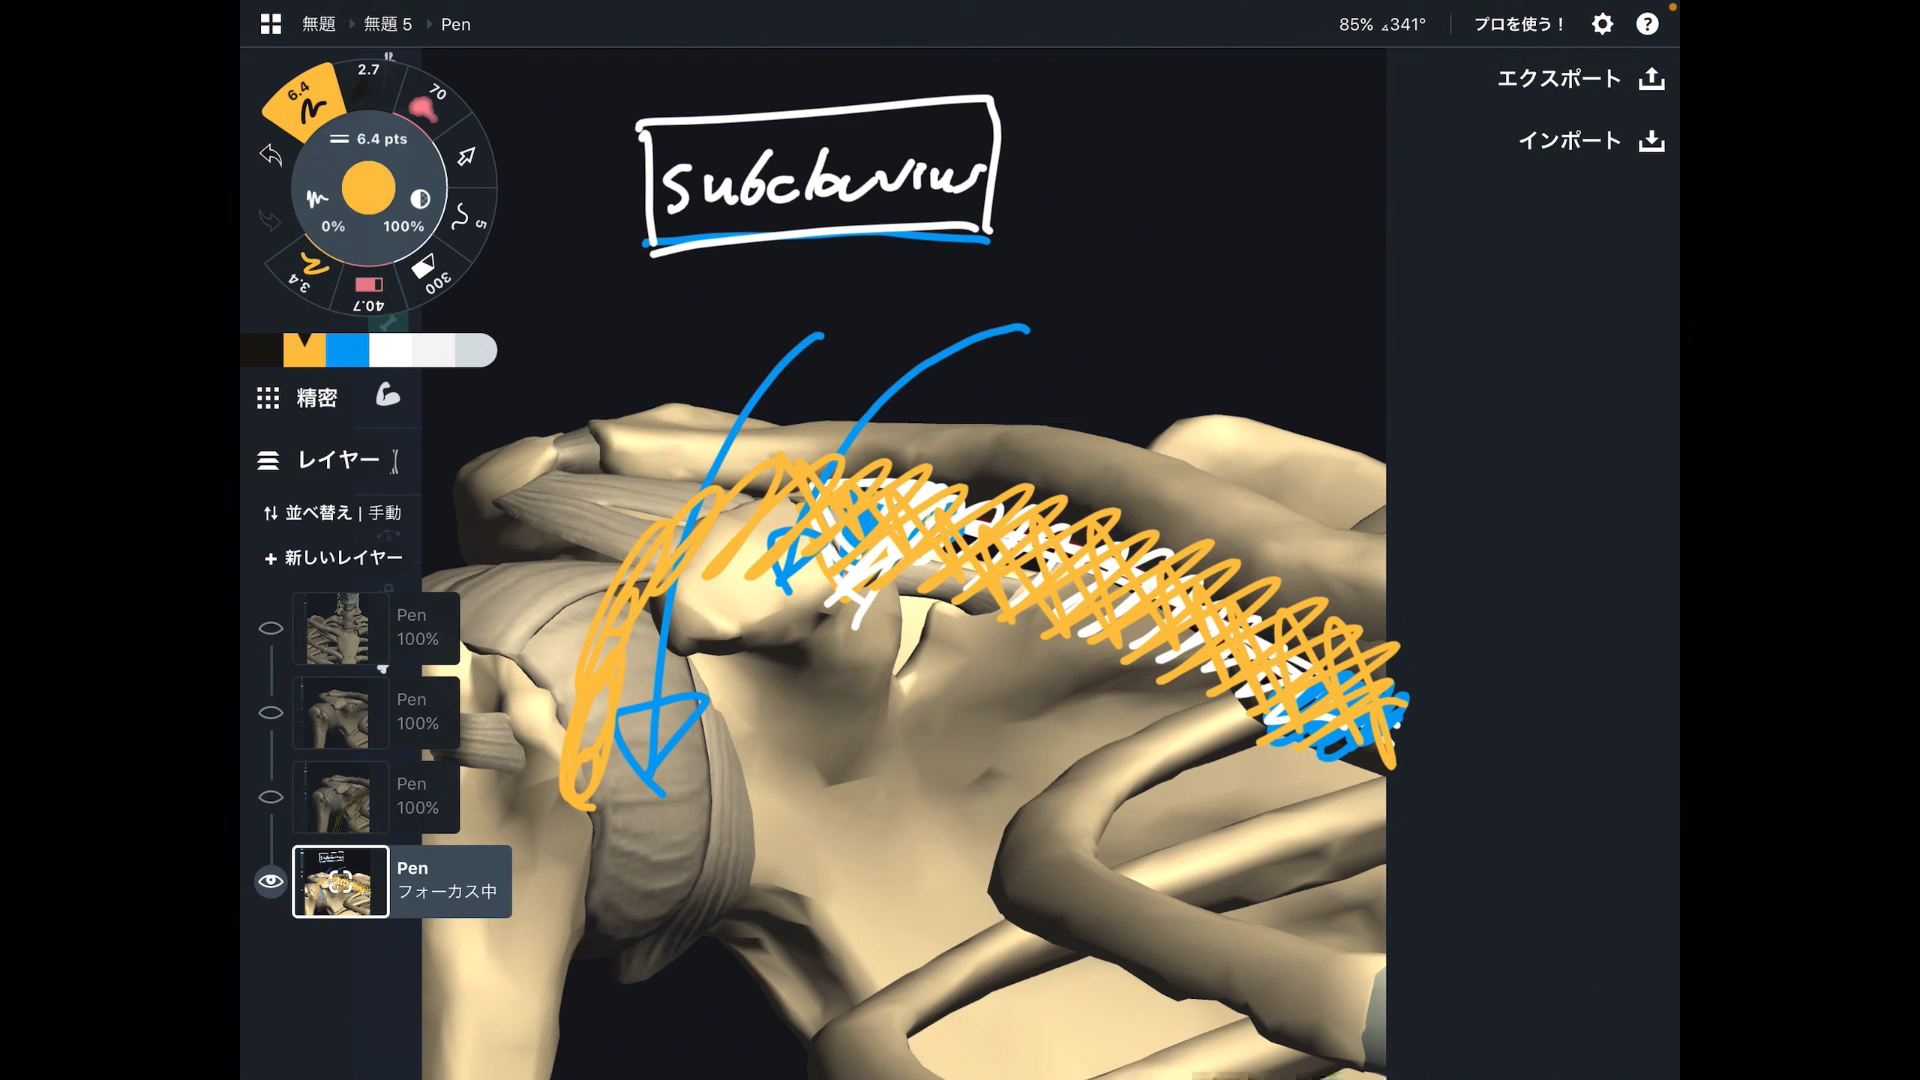 無題 無題 5 Pen
85% ⦟341° プロを使う！
エクスポート
インポート
2.7
6.4
70
6.4 pts
0% 100%
5
3.4
40.7
300
subclavius
精密
レイヤー
並べ替え | 手動
+ 新しいレイヤー
Pen
100%
Pen
100%
Pen
100%
Pen
フォーカス中